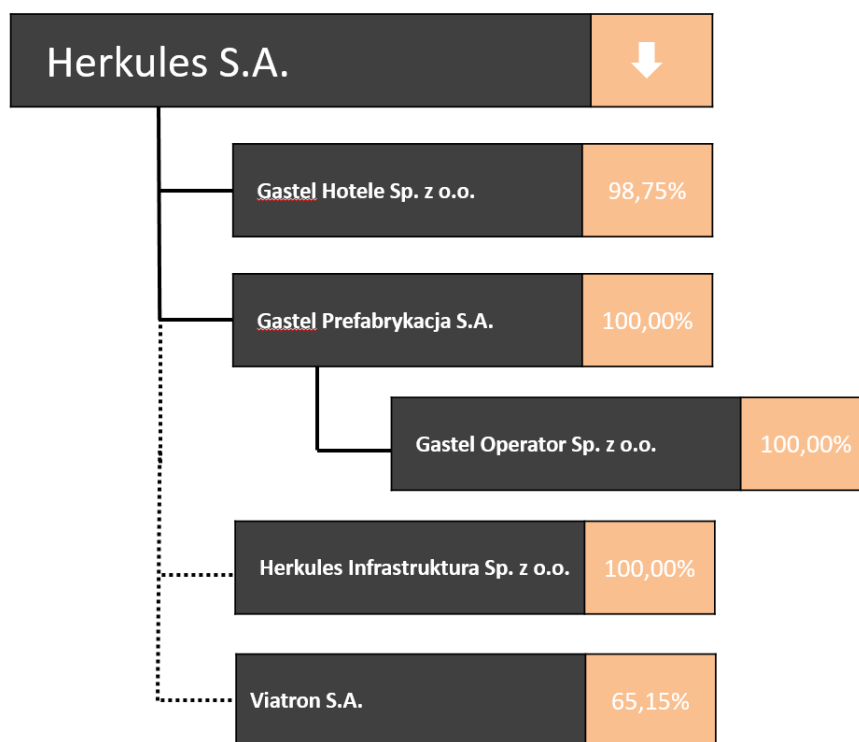 Herkules S.A.
Gastel Hotele Sp. z o.o. 98,75%
Gastel Prefabrykacja S.A. 100,00%
Gastel Operator Sp. z o.o. 100,00%
Herkules Infrastruktura Sp. z o.o. 100,00%
Viatron S.A. 65,15%